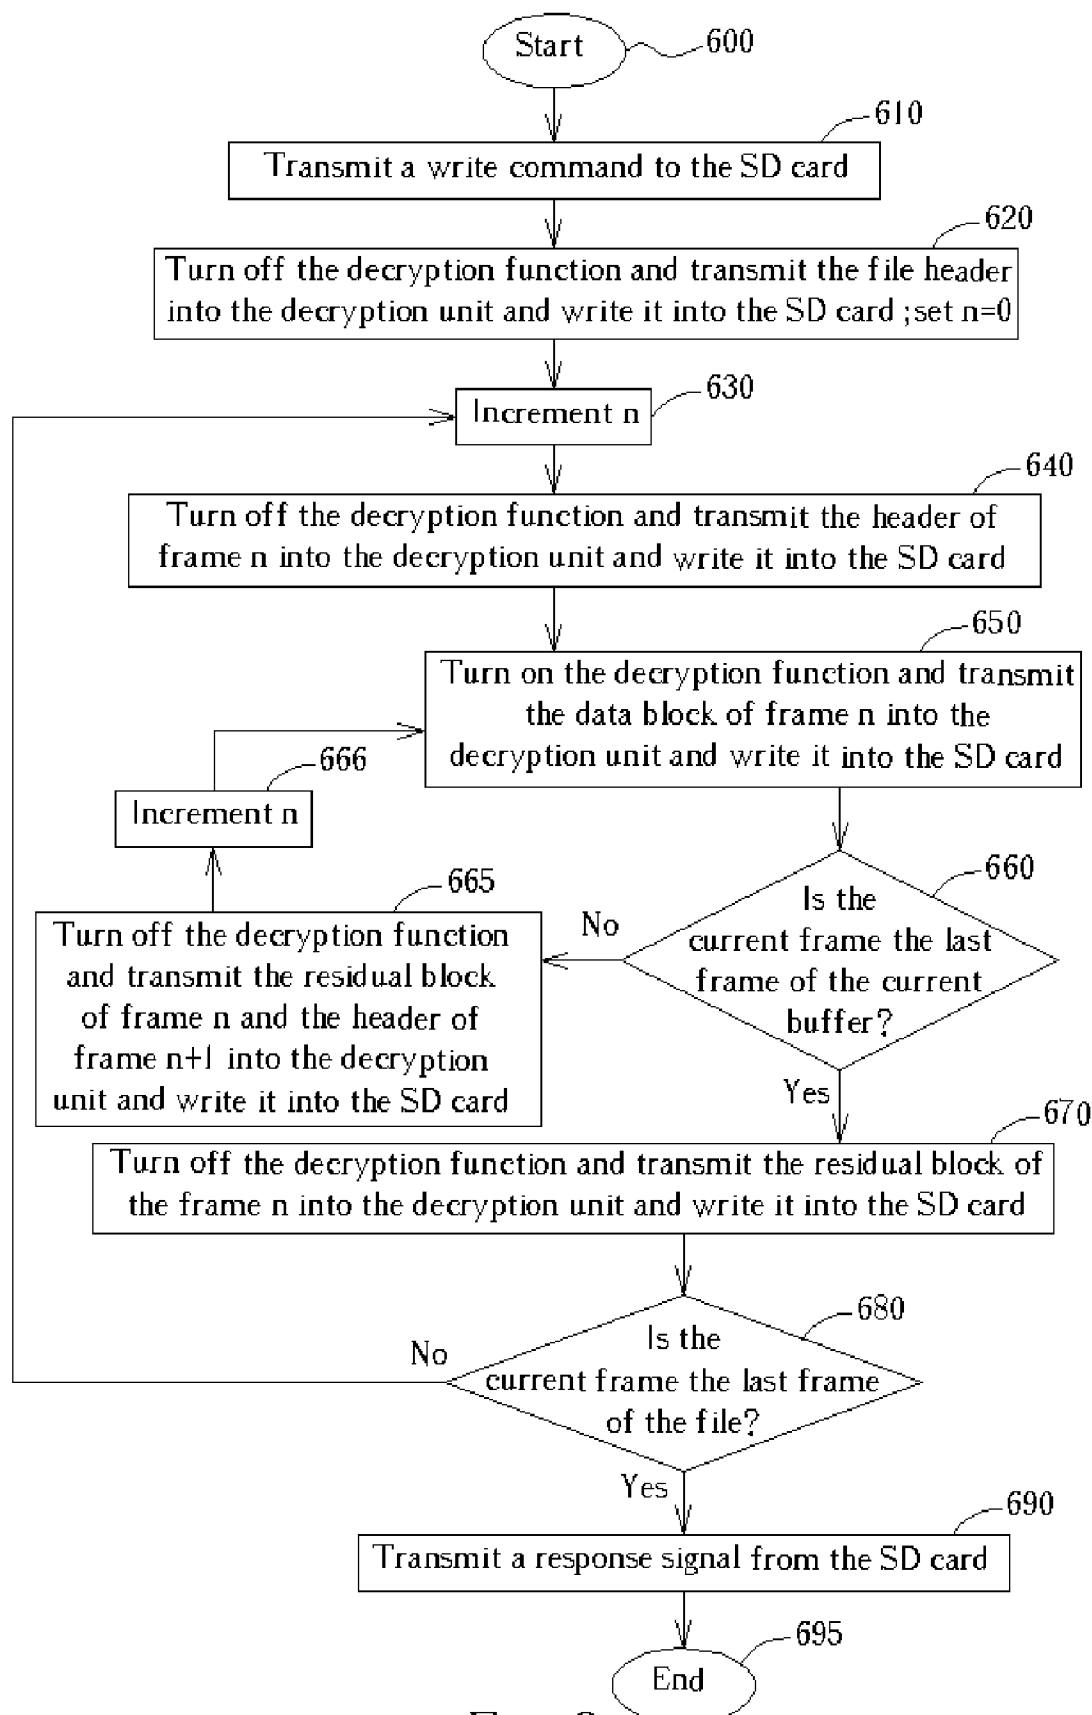 Start
600
610
Transmit a write command to the SD card
620
Turn off the decryption function and transmit the file header
into the decryption unit and write it into the SD card ;set n=0
630
Increment n
640
Turn off the decryption function and transmit the header of
frame n into the decryption unit and write it into the SD card
650
Turn on the decryption function and transmit
the data block of frame n into the
decryption unit and write it into the SD card
666
Increment n
660
Is the
current frame the last
frame of the current
buffer?
No
665
Turn off the decryption function
and transmit the residual block
of frame n and the header of
frame n+1 into the decryption
unit and write it into the SD card
Yes
670
Turn off the decryption function and transmit the residual block of
the frame n into the decryption unit and write it into the SD card
680
Is the
current frame the last frame
of the file?
No
Yes
690
Transmit a response signal from the SD card
695
End